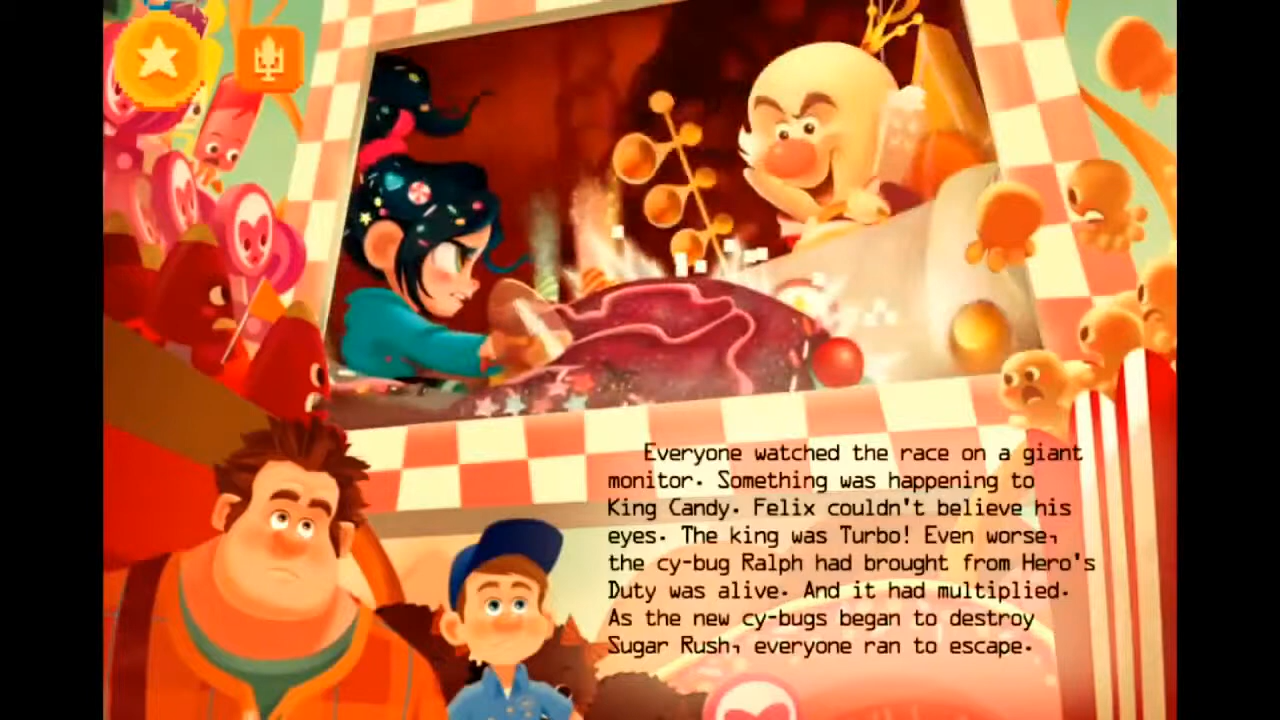 Everyone watched the race on a giant
monitor. Something was happening to
King Candy. Felix couldn't believe his
eyes. The king was Turbo! Even worse,
the cy-bug Ralph had brought from Hero's
Duty was alive. And it had multiplied.
As the new cy-bugs began to destroy
Sugar Rush, everyone ran to escape.